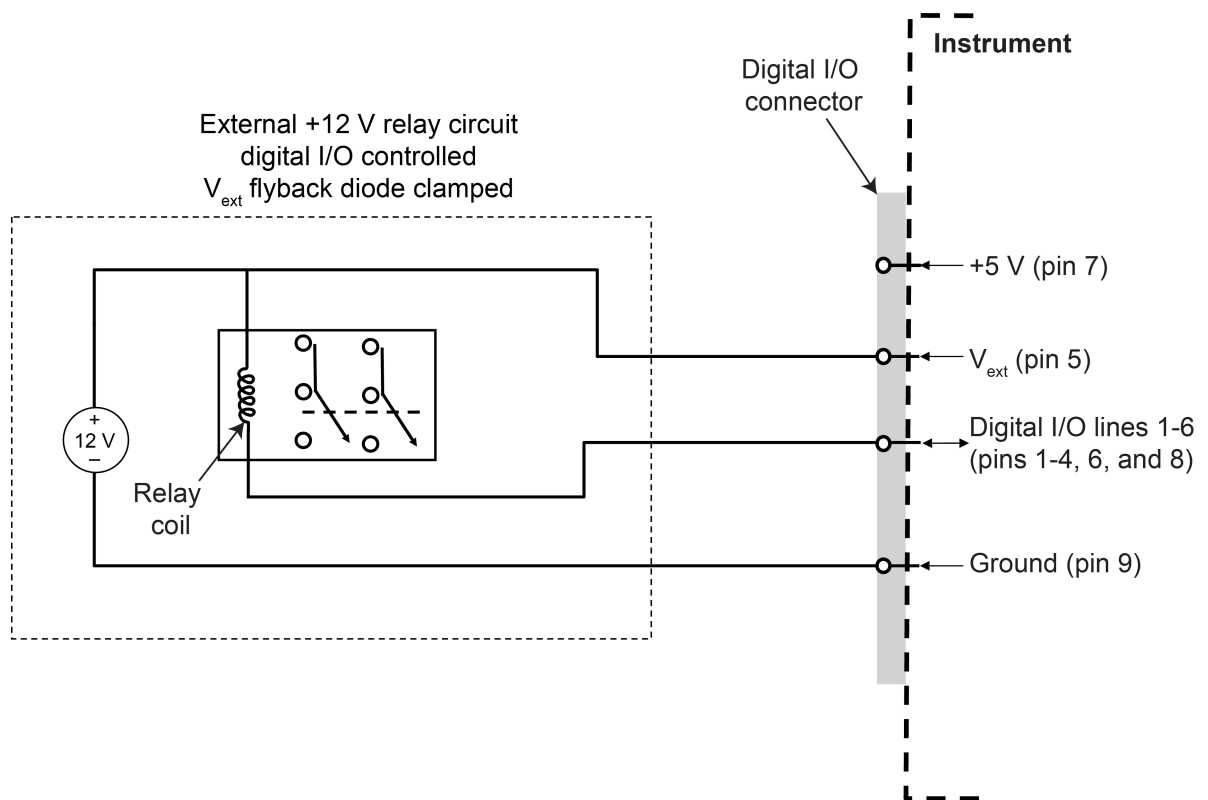 Instrument
Digital I/O
connector
External +12 V relay circuit
digital I/O controlled
Vext flyback diode clamped
+5 V (pin 7)
Vext (pin 5)
Digital I/O lines 1-6
(pins 1-4, 6, and 8)
+
12 V
–
Relay
coil
Ground (pin 9)